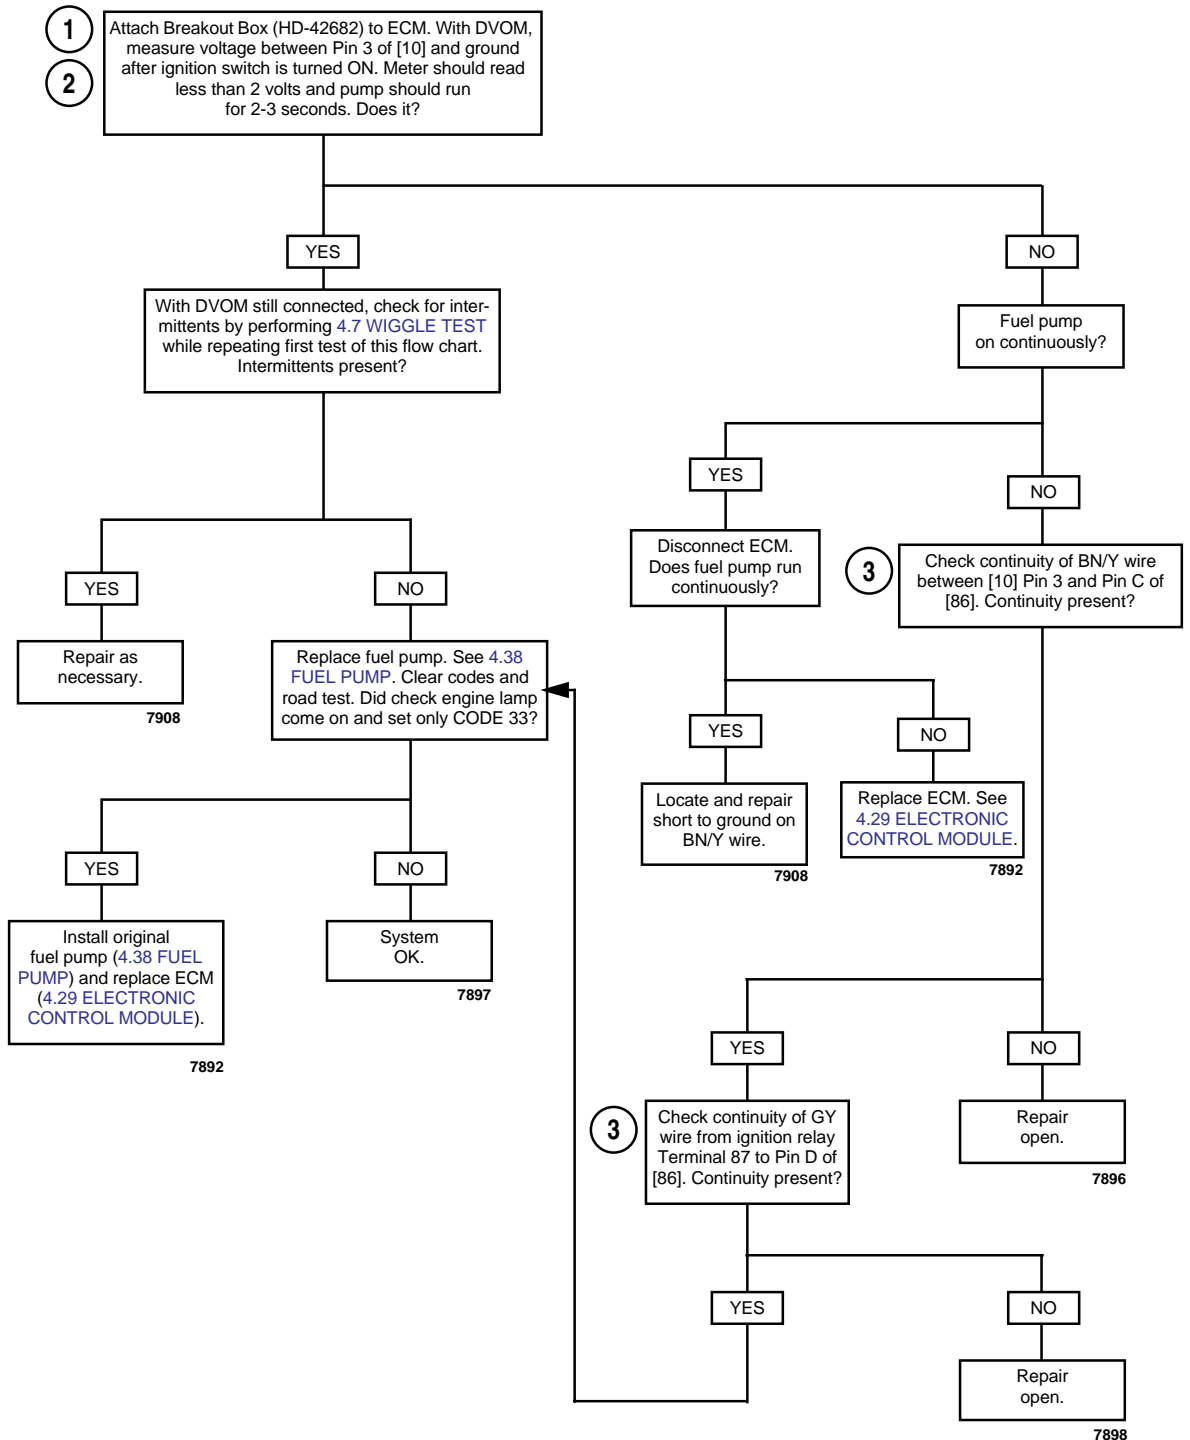 1
2
Attach Breakout Box (HD-42682) to ECM. With DVOM,
measure voltage between Pin 3 of [10] and ground
after ignition switch is turned ON. Meter should read
less than 2 volts and pump should run
for 2-3 seconds. Does it?
YES
NO
With DVOM still connected, check for inter-
mittents by performing 4.7 WIGGLE TEST
while repeating first test of this flow chart.
Intermittents present?
Fuel pump
on continuously?
YES
NO
Disconnect ECM.
Does fuel pump run
continuously?
3
Check continuity of BN/Y wire
between [10] Pin 3 and Pin C of
[86]. Continuity present?
YES
NO
Repair as
necessary.
7908
Replace fuel pump. See 4.38
FUEL PUMP. Clear codes and
road test. Did check engine lamp
come on and set only CODE 33?
YES
NO
Locate and repair
short to ground on
BN/Y wire.
7908
Replace ECM. See
4.29 ELECTRONIC
CONTROL MODULE.
7892
YES
NO
Install original
fuel pump (4.38 FUEL
PUMP) and replace ECM
(4.29 ELECTRONIC
CONTROL MODULE).
7892
System
OK.
7897
YES
NO
3
Check continuity of GY
wire from ignition relay
Terminal 87 to Pin D of
[86]. Continuity present?
Repair
open.
7896
YES
NO
Repair
open.
7898